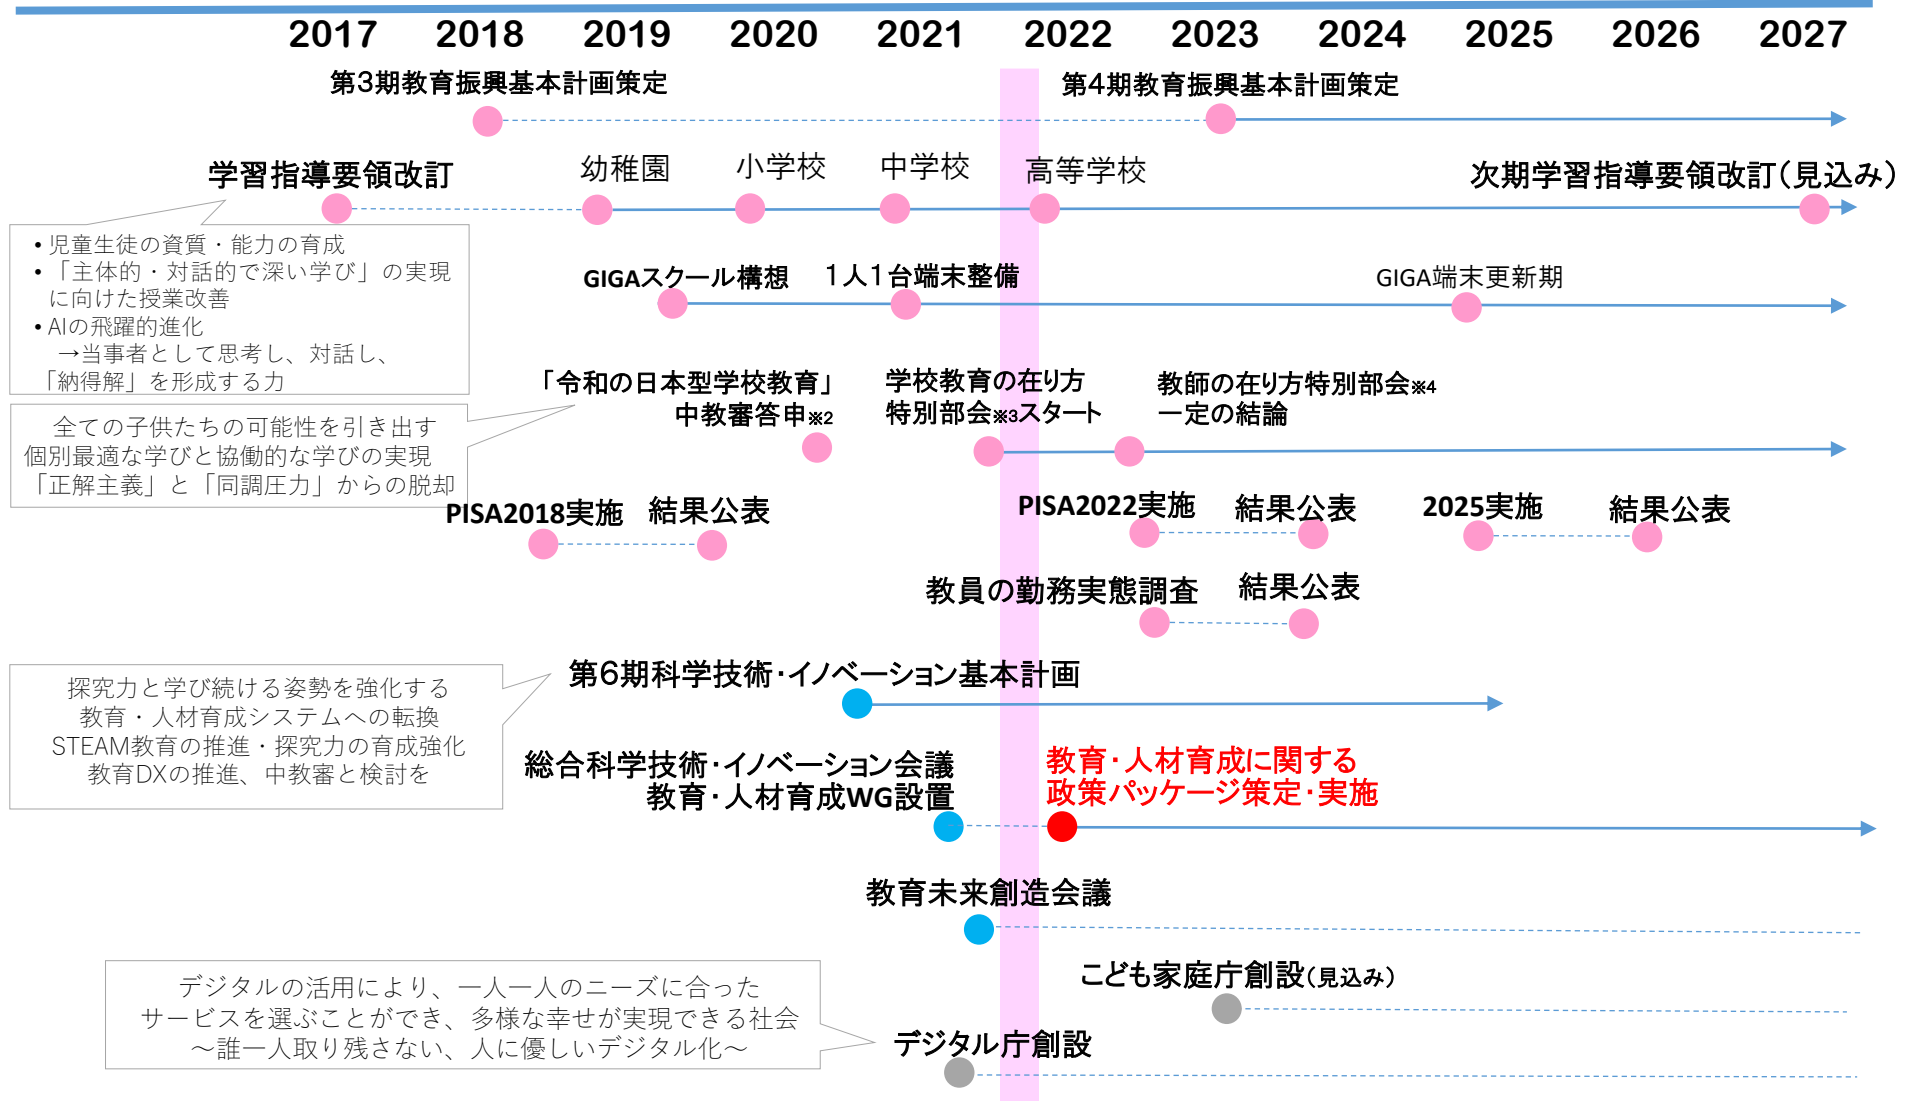 2017 2018 2019 2020 2021 2022 2023 2024 2025 2026 2027
第3期教育振興基本計画策定
第4期教育振興基本計画策定
学習指導要領改訂
幼稚園
小学校
中学校
高等学校
次期学習指導要領改訂(見込み)
• 児童生徒の資質・能力の育成
• 「主体的・対話的で深い学び」の実現
に向けた授業改善
• AIの飛躍的進化
→当事者として思考し、対話し、
「納得解」を形成する力
GIGAスクール構想
1人1台端末整備
GIGA端末更新期
「令和の日本型学校教育」
中教審答申※2
学校教育の在り方
特別部会※3スタート
教師の在り方特別部会※4
一定の結論
全ての子供たちの可能性を引き出す
個別最適な学びと協働的な学びの実現
「正解主義」と「同調圧力」からの脱却
PISA2018実施
結果公表
PISA2022実施
結果公表
2025実施
結果公表
教員の勤務実態調査
結果公表
第6期科学技術・イノベーション基本計画
探究力と学び続ける姿勢を強化する
教育・人材育成システムへの転換
STEAM教育の推進・探究力の育成強化
教育DXの推進、中教審と検討を
総合科学技術・イノベーション会議
教育・人材育成WG設置
教育・人材育成に関する
政策パッケージ策定・実施
教育未来創造会議
こども家庭庁創設(見込み)
デジタルの活用により、一人一人のニーズに合った
サービスを選ぶことができ、多様な幸せが実現できる社会
～誰一人取り残さない、人に優しいデジタル化～
デジタル庁創設